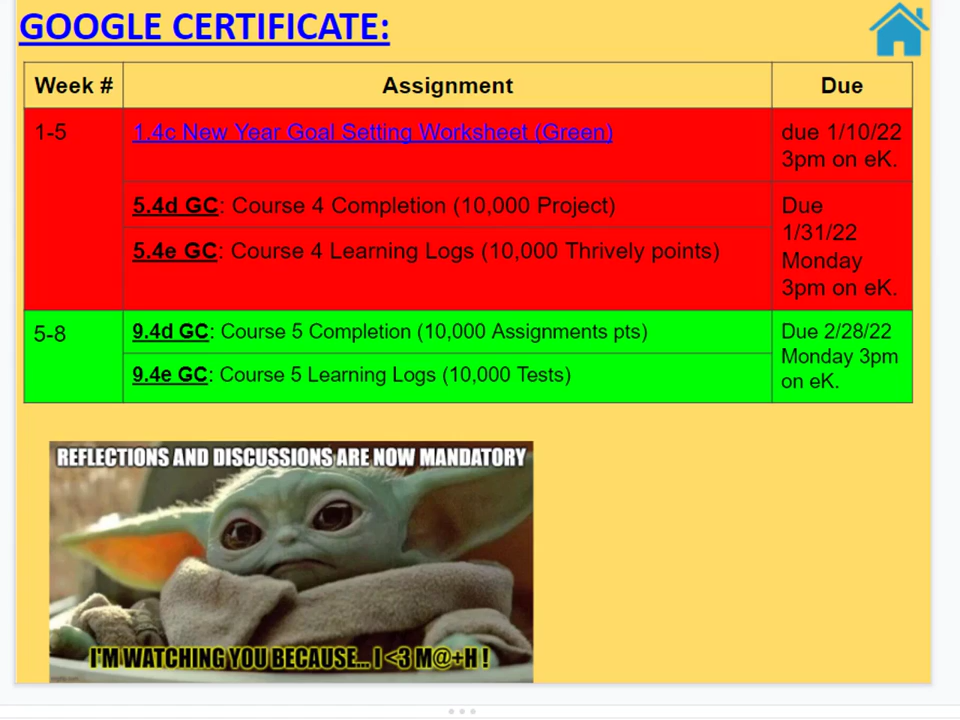 GOOGLE CERTIFICATE:
Week # Assignment Due
1-5 1.4c New Year Goal Setting Worksheet (Green) due 1/10/22
3pm on eK.
5.4d GC: Course 4 Completion (10,000 Project) Due
1/31/22
5.4e GC: Course 4 Learning Logs (10,000 Thrively points) Monday
3pm on eK.
5-8 9.4d GC: Course 5 Completion (10,000 Assignments pts) Due 2/28/22
Monday 3pm
9.4e GC: Course 5 Learning Logs (10,000 Tests) on eK.
REFLECTIONS AND DISCUSSIONS ARE NOW MANDATORY
I'M WATCHING YOU BECAUSE... I <3 M@+H !
imgflip.com